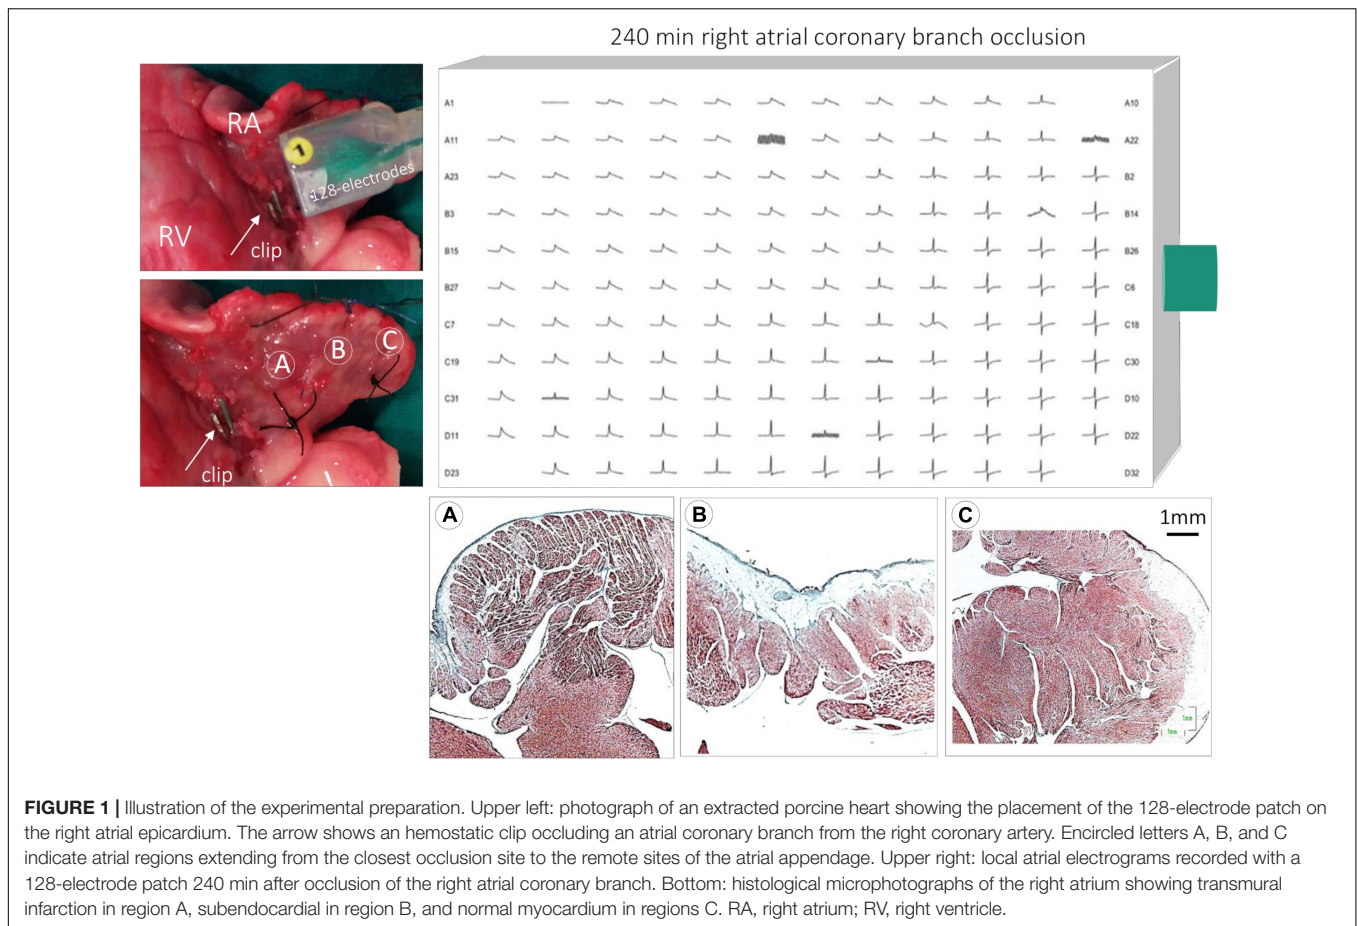 240 min right atrial coronary branch occlusion
RA
1
128-electrodes
RV
clip
A
B
C
clip
A1 A10
A11 A22
A23 B2
B3 B14
B15 B26
B27 C6
C7 C18
C19 C30
C31 D10
D11 D22
D23 D32
A
B
C
1mm
1mm
1mm
FIGURE 1 | Illustration of the experimental preparation. Upper left: photograph of an extracted porcine heart showing the placement of the 128-electrode patch on
the right atrial epicardium. The arrow shows an hemostatic clip occluding an atrial coronary branch from the right coronary artery. Encircled letters A, B, and C
indicate atrial regions extending from the closest occlusion site to the remote sites of the atrial appendage. Upper right: local atrial electrograms recorded with a
128-electrode patch 240 min after occlusion of the right atrial coronary branch. Bottom: histological microphotographs of the right atrium showing transmural
infarction in region A, subendocardial in region B, and normal myocardium in regions C. RA, right atrium; RV, right ventricle.